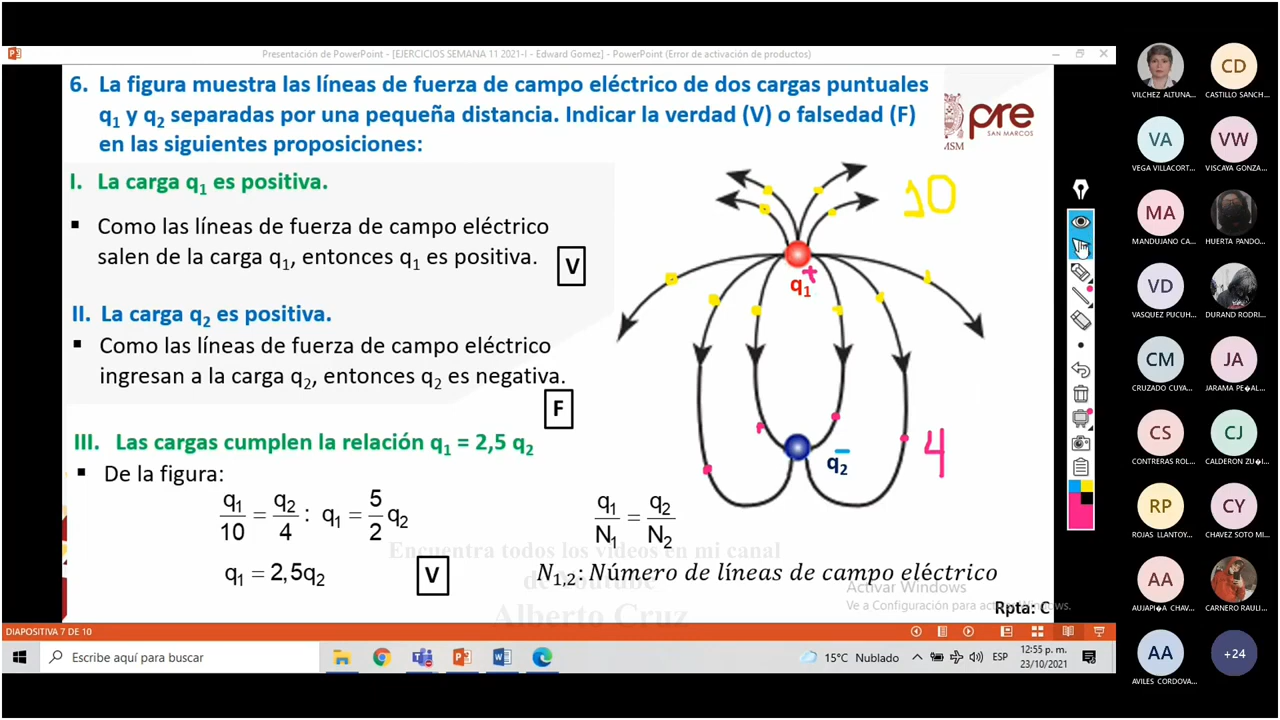 Presentación de PowerPoint - [EJERCICIOS SEMANA 11 2021-I - Edward Gomez] - PowerPoint (Error de activación de productos)
6. La figura muestra las líneas de fuerza de campo eléctrico de dos cargas puntuales
q₁ y q₂ separadas por una pequeña distancia. Indicar la verdad (V) o falsedad (F)
en las siguientes proposiciones:
pre
SAN MARCOS
MSM
I. La carga q₁ es positiva.
▪ Como las líneas de fuerza de campo eléctrico
salen de la carga q₁, entonces q₁ es positiva.
V
II. La carga q₂ es positiva.
▪ Como las líneas de fuerza de campo eléctrico
ingresan a la carga q₂, entonces q₂ es negativa.
F
III. Las cargas cumplen la relación q₁ = 2,5 q₂
▪ De la figura:
q₁/10 = q₂/4 : q₁ = 5/2 q₂
q₁ = 2,5q₂
V
10
+
q₁
−
q₂
4
q₁/N₁ = q₂/N₂
N₁,₂: Número de líneas de campo eléctrico
Encuentra todos los videos en mi canal
de Youtube
Alberto Cruz
Activar Windows
Ve a Configuración para activar Windows.
Rpta: C
DIAPOSITIVA 7 DE 10
Escribe aquí para buscar
15°C Nublado
ESP
12:55 p. m.
23/10/2021
VILCHEZ ALTUNA...
CD
CASTILLO SANCH...
VA
VEGA VILLACORT...
VW
VISCAYA GONZA...
MA
MANDUJANO CA...
HUERTA PANDO...
VD
VASQUEZ PUCUH...
DURAND RODRI...
CM
CRUZADO CUYA...
JA
JARAMA PE�AL...
CS
CONTRERAS ROL...
CJ
CALDERON ZU�I...
RP
ROJAS LLANTOY...
CY
CHAVEZ SOTO MI...
AA
AUJAPI�A CHAV...
CARNERO RAULI...
AA
AVILES CORDOVA...
+24